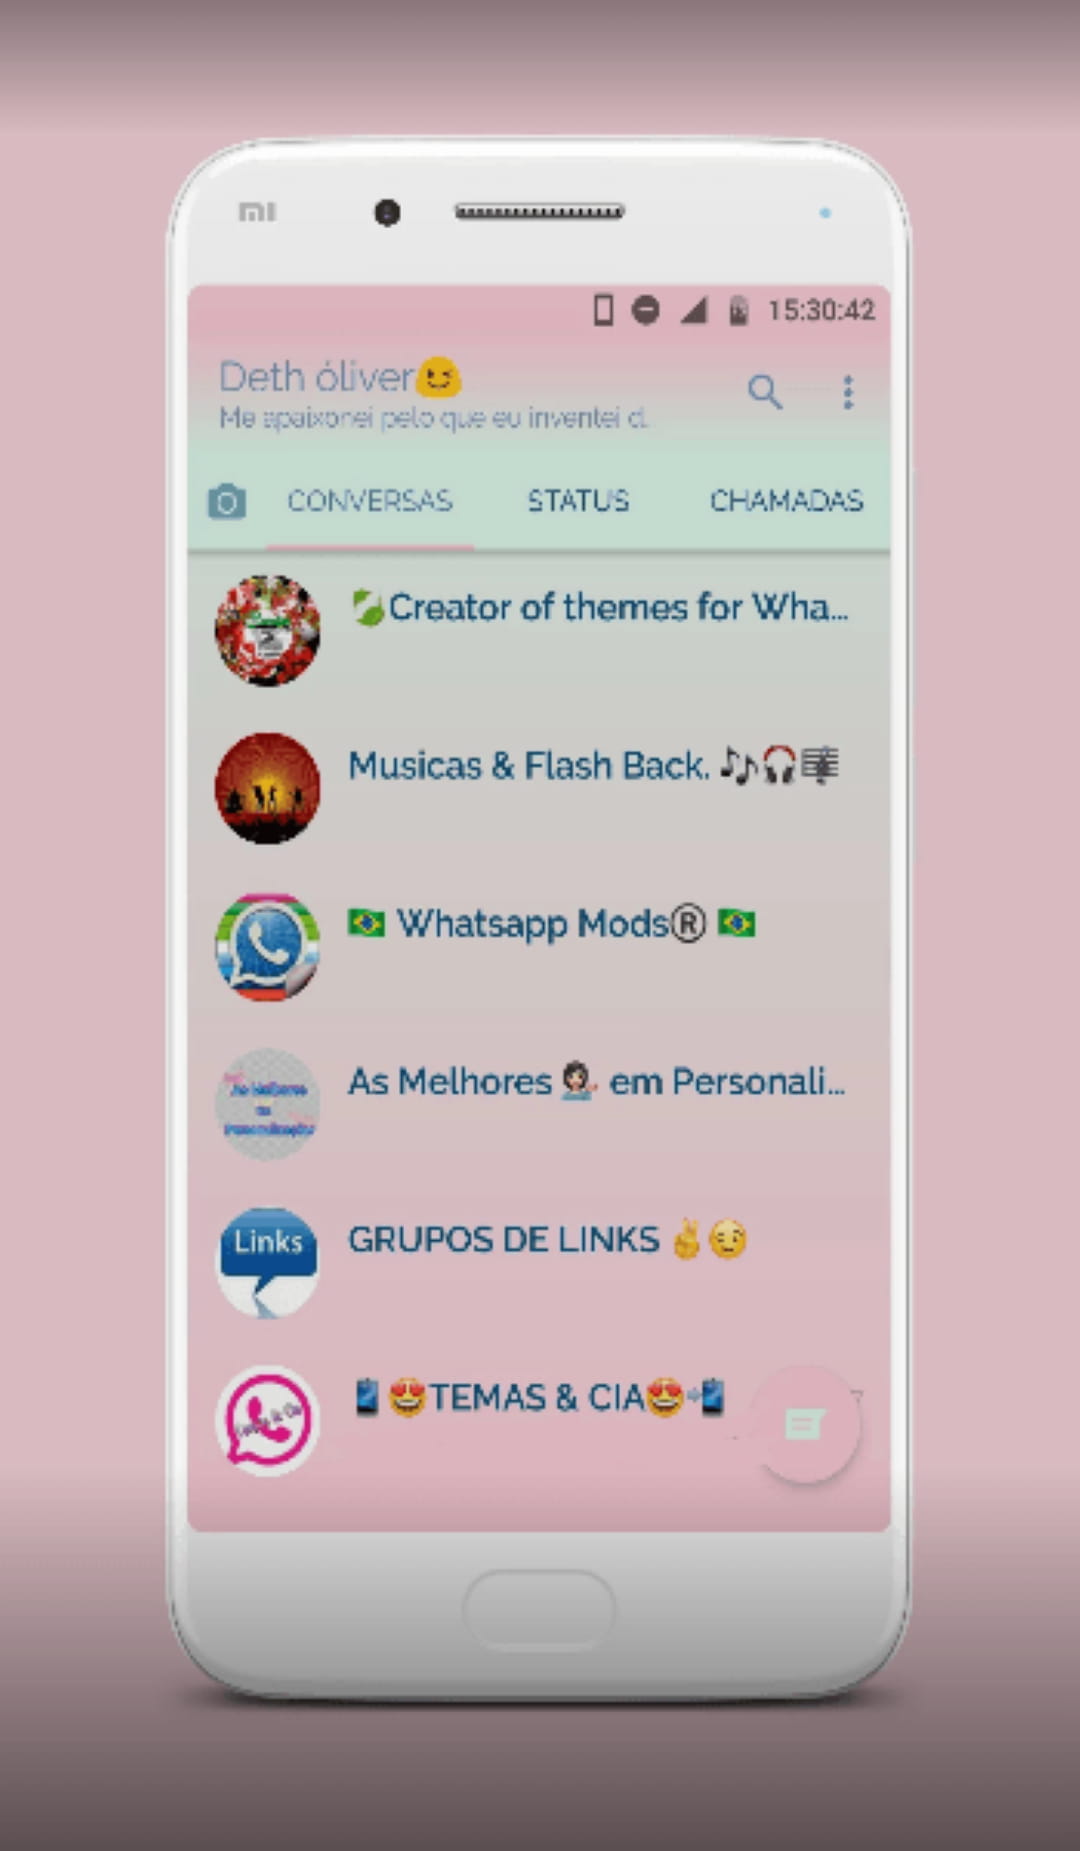 MI
15:30:42
Deth óliver😉
Me apaixonei pelo que eu inventei d.
CONVERSAS STATUS CHAMADAS
Creator of themes for Wha...
Musicas & Flash Back. 🎶🎧🎼
🇧🇷 Whatsapp Mods® 🇧🇷
As Melhores 💁🏻 em Personali...
Links
GRUPOS DE LINKS ✌😉
📱😍TEMAS & CIA😍📲